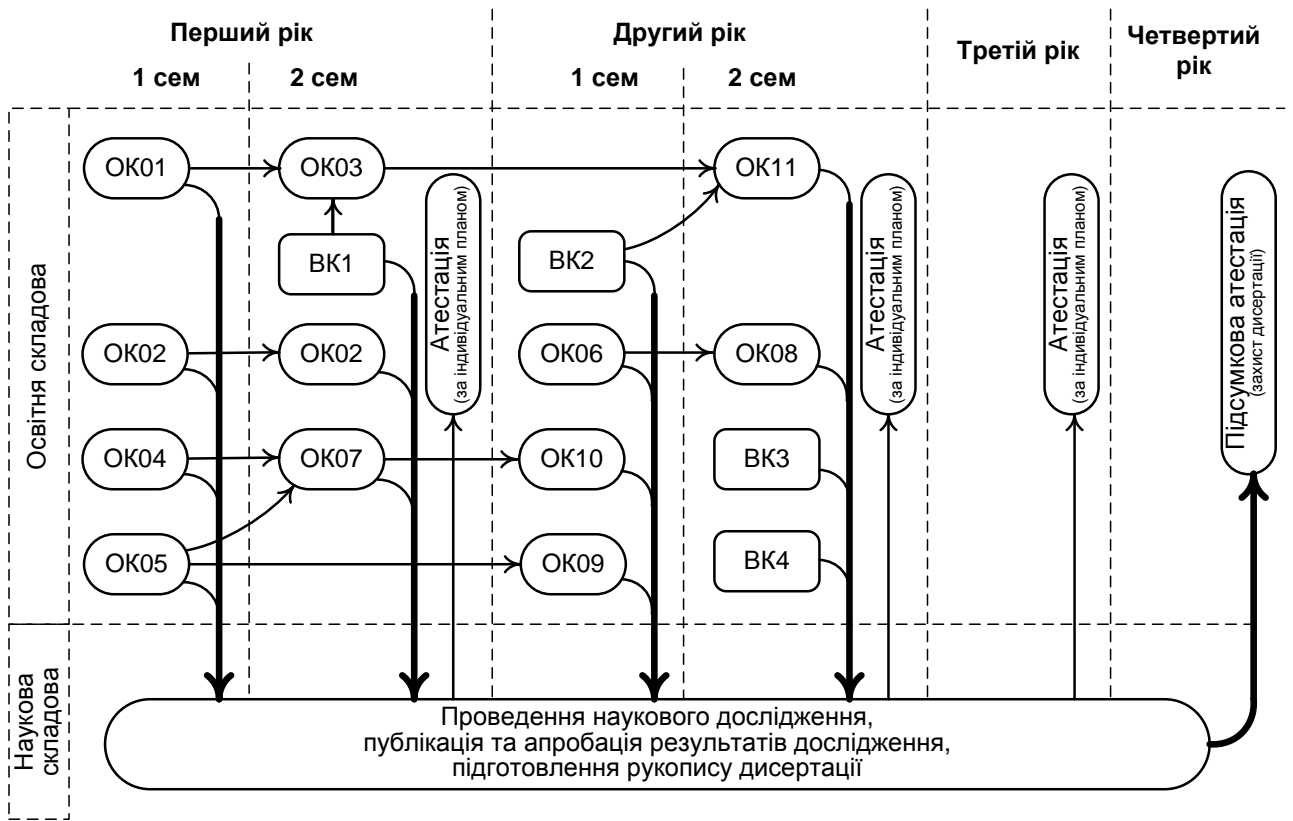 Перший рік
Другий рік
Третій рік
Четвертий
рік
1 сем
2 сем
1 сем
2 сем
Освітня складова
ОК01
ОК03
ОК11
ВК1
ВК2
ОК02
ОК02
ОК06
ОК08
ОК04
ОК07
ОК10
ВК3
ОК05
ОК09
ВК4
Атестація
(за індивідуальним планом)
Атестація
(за індивідуальним планом)
Атестація
(за індивідуальним планом)
Підсумкова атестація
(захист дисертації)
Наукова
складова
Проведення наукового дослідження,
публікація та апробація результатів дослідження,
підготовлення рукопису дисертації